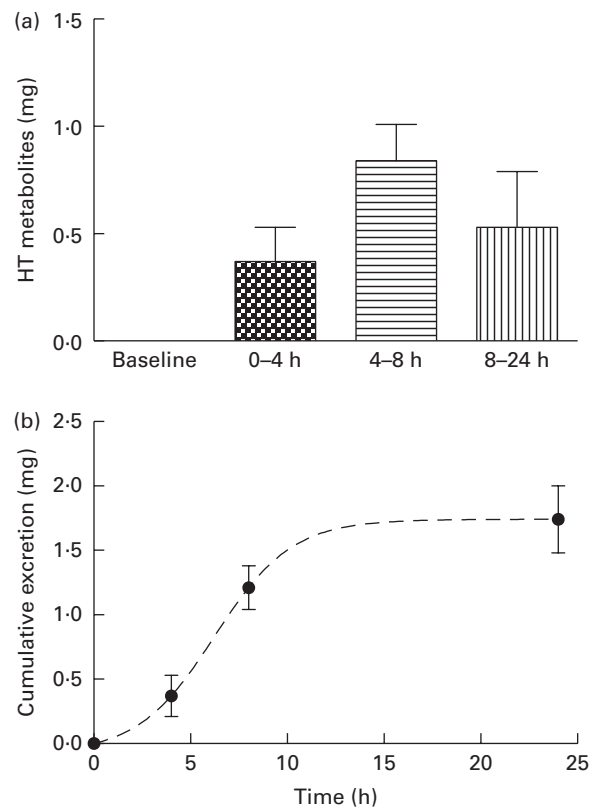 (a)
HT metabolites (mg)
1·5
1·0
0·5
0·0
Baseline 0–4 h 4–8 h 8–24 h
(b)
Cumulative excretion (mg)
2·5
2·0
1·5
1·0
0·5
0·0
0 5 10 15 20 25
Time (h)